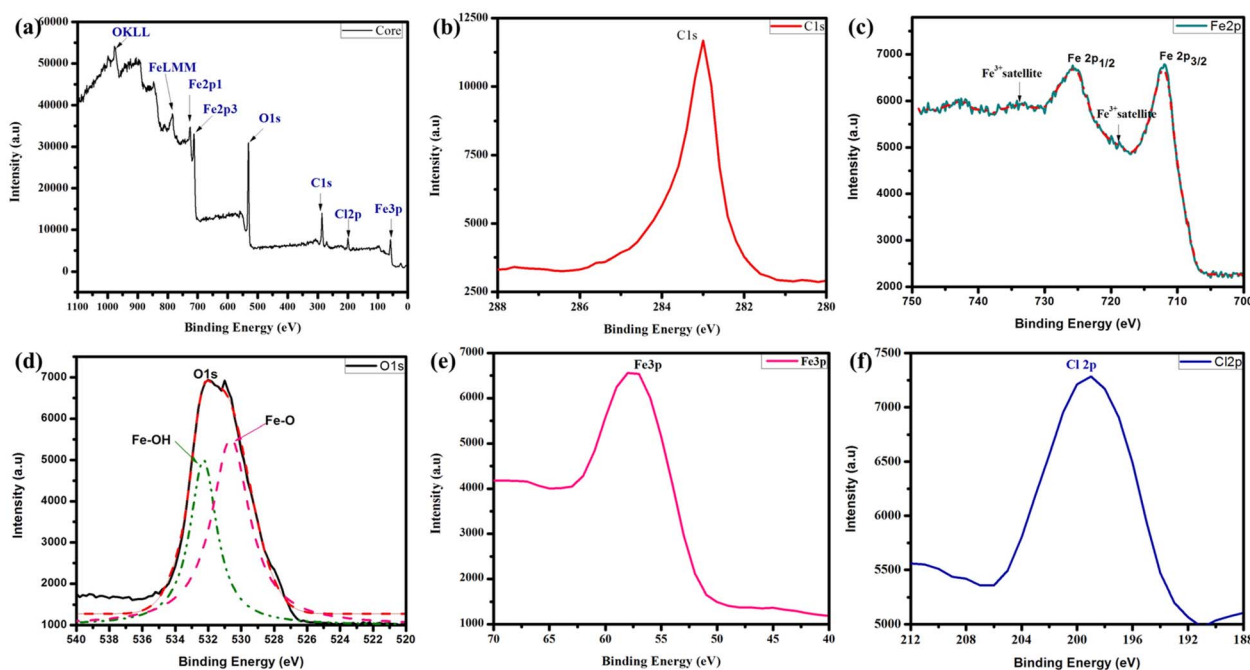 (a)
Core
OKLL
FeLMM
Fe2p1
Fe2p3
O1s
C1s
Cl2p
Fe3p
60000
50000
40000
30000
20000
10000
0
Intensity (a.u)
1100 1000 900 800 700 600 500 400 300 200 100 0
Binding Energy (eV)
(b)
C1s
C1s
12500
10000
7500
5000
2500
Intensity (a.u)
288 286 284 282 280
Binding Energy (eV)
(c)
Fe2p
Fe 2p1/2
Fe 2p3/2
Fe3+satellite
Fe3+satellite
8000
7000
6000
5000
4000
3000
2000
Intensity (a.u)
749 740 730 720 710 700
Binding Energy (eV)
(d)
O1s
O1s
Fe-OH
Fe-O
7000
6000
5000
4000
3000
2000
1000
Intensity (a.u)
540 538 536 534 532 530 528 526 524 522 520
Binding Energy (eV)
(e)
Fe3p
Fe3p
7000
6000
5000
4000
3000
2000
1000
Intensity (a.u)
70 65 60 55 50 45 40
Binding Energy (eV)
(f)
Cl2p
Cl 2p
7500
7250
7000
5500
5000
Intensity (a.u)
212 208 204 200 196 192 188
Binding Energy (eV)